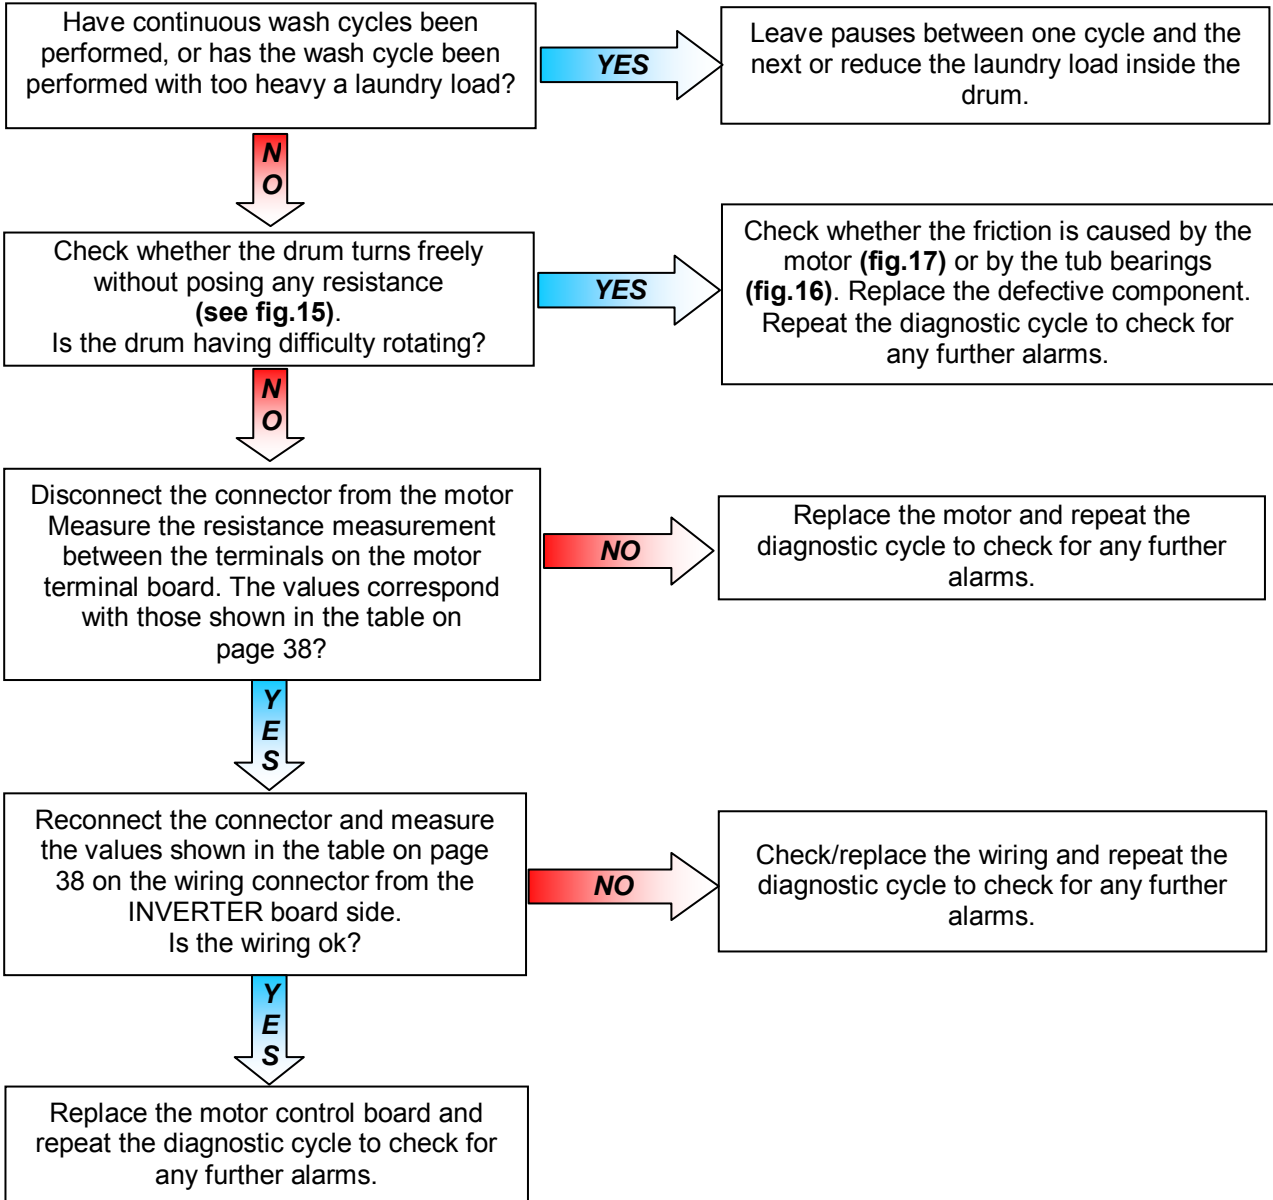 Have continuous wash cycles been
performed, or has the wash cycle been
performed with too heavy a laundry load?
YES
Leave pauses between one cycle and the
next or reduce the laundry load inside the
drum.
NO
Check whether the drum turns freely
without posing any resistance
(see fig.15).
Is the drum having difficulty rotating?
YES
Check whether the friction is caused by the
motor (fig.17) or by the tub bearings
(fig.16). Replace the defective component.
Repeat the diagnostic cycle to check for
any further alarms.
NO
Disconnect the connector from the motor
Measure the resistance measurement
between the terminals on the motor
terminal board. The values correspond
with those shown in the table on
page 38?
NO
Replace the motor and repeat the
diagnostic cycle to check for any further
alarms.
YES
Reconnect the connector and measure
the values shown in the table on page
38 on the wiring connector from the
INVERTER board side.
Is the wiring ok?
NO
Check/replace the wiring and repeat the
diagnostic cycle to check for any further
alarms.
YES
Replace the motor control board and
repeat the diagnostic cycle to check for
any further alarms.